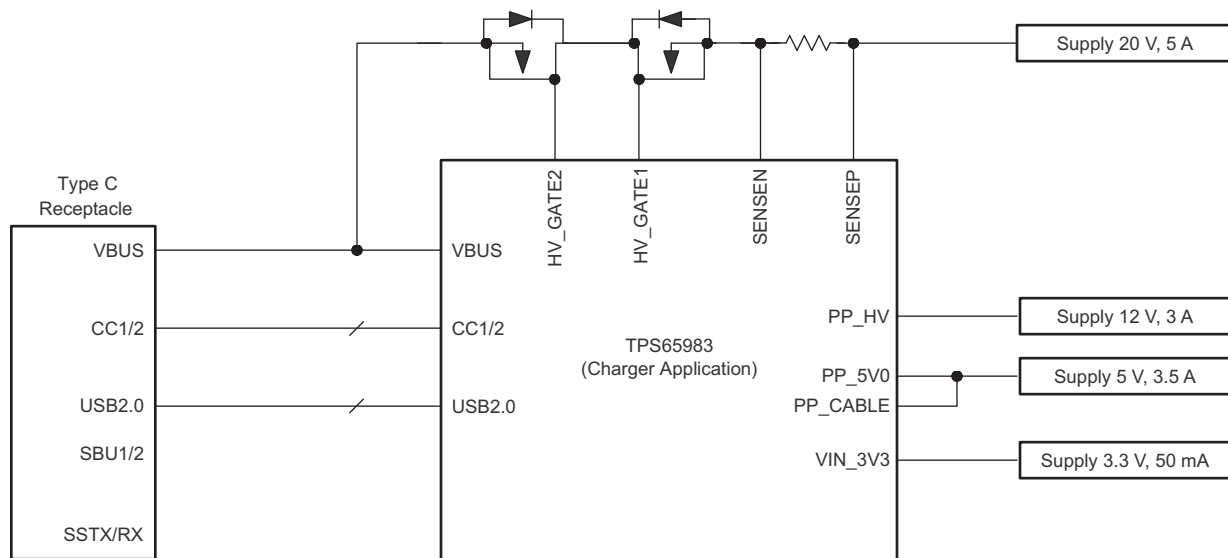 Supply 20 V, 5 A
HV_GATE2
HV_GATE1
SENSEN
SENSEP
Type C
Receptacle
VBUS
VBUS
CC1/2
CC1/2
USB2.0
USB2.0
SBU1/2
SSTX/RX
TPS65983
(Charger Application)
PP_HV
Supply 12 V, 3 A
PP_5V0
Supply 5 V, 3.5 A
PP_CABLE
VIN_3V3
Supply 3.3 V, 50 mA